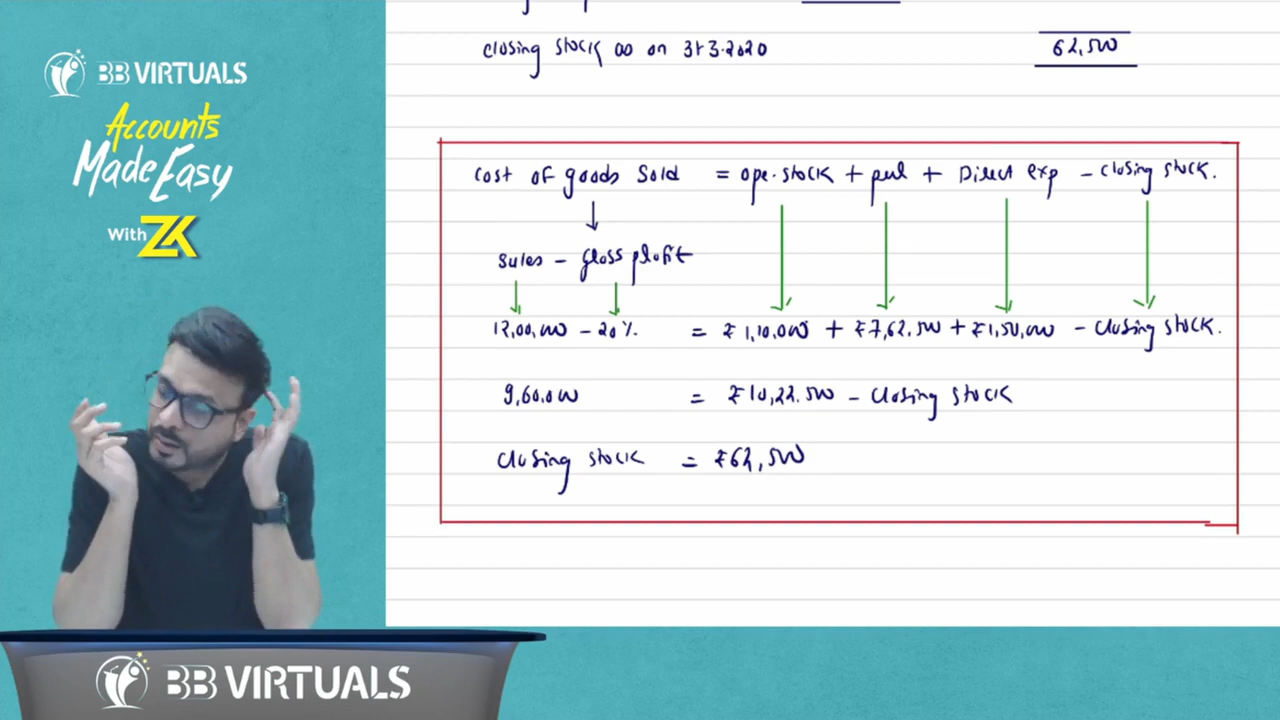 BB VIRTUALS
Accounts
Made Easy
With ZK
closing stock as on 31.3.2020 62,500
cost of goods sold = ope. stock + pur + Direct exp - closing stock.
sales - gross profit
12,00,000 - 20% = ₹1,10,000 + ₹7,62,500 + ₹1,50,000 - closing stock.
9,60,000 = ₹10,22,500 - closing stock
closing stock = ₹62,500
BB VIRTUALS